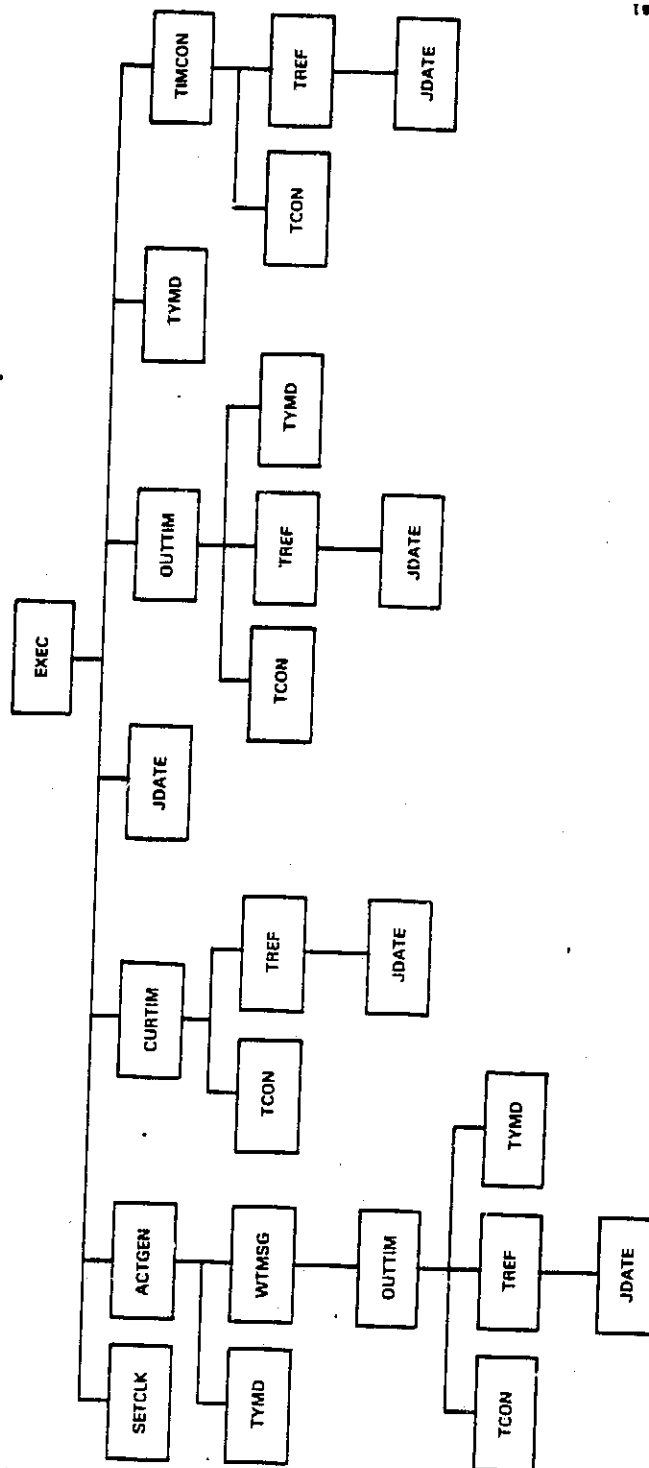 EXEC
SETCLK
ACTGEN
CURTIM
JDATE
OUTTIM
TYMD
TIMCON
TYMD
WTMSG
TCON
TREF
TCON
TREF
TYMD
TCON
TREF
OUTTIM
JDATE
JDATE
JDATE
TCON
TREF
TYMD
JDATE